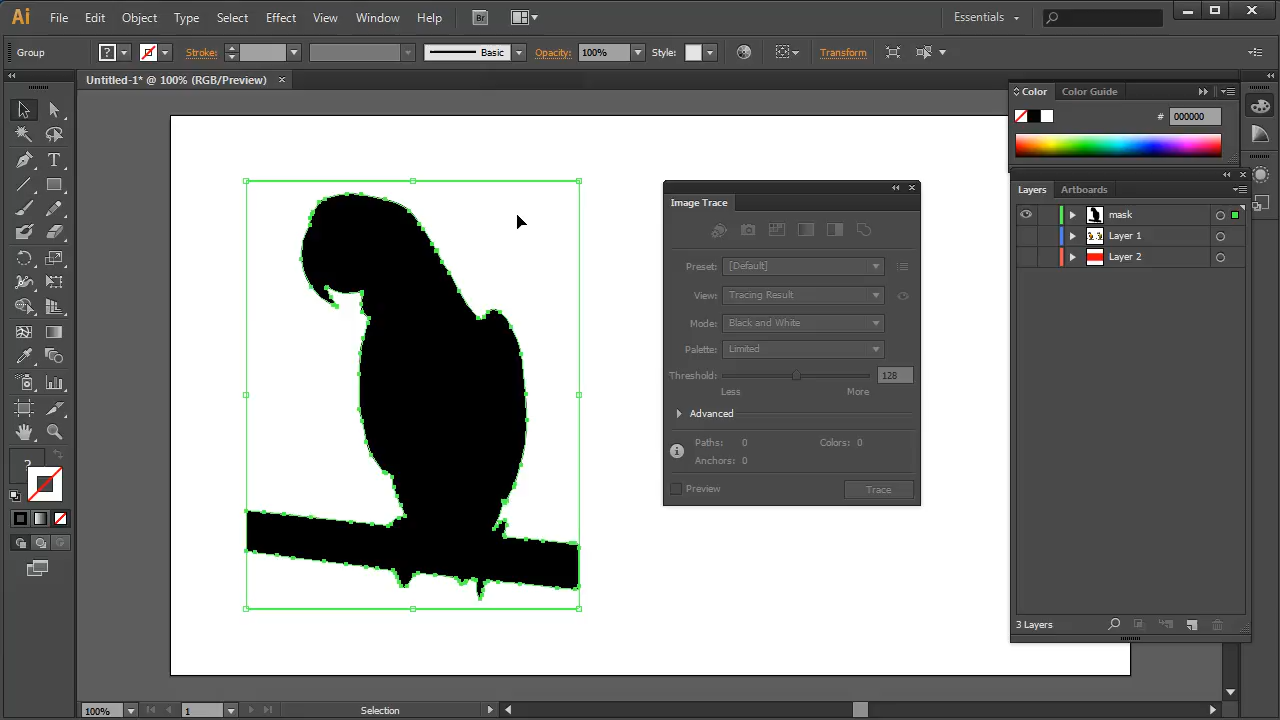 Ai File Edit Object Type Select Effect View Window Help Br Essentials
Group ? Stroke: Basic Opacity: 100% Style: Transform
Untitled-1* @ 100% (RGB/Preview)
Color Color Guide
# 000000
Layers Artboards
mask
Layer 1
Layer 2
Image Trace
Preset: [Default]
View: Tracing Result
Mode: Black and White
Palette: Limited
Threshold: 128
Less More
Advanced
Paths: 0 Colors: 0
Anchors: 0
Preview Trace
T
?
3 Layers
100% 1 Selection